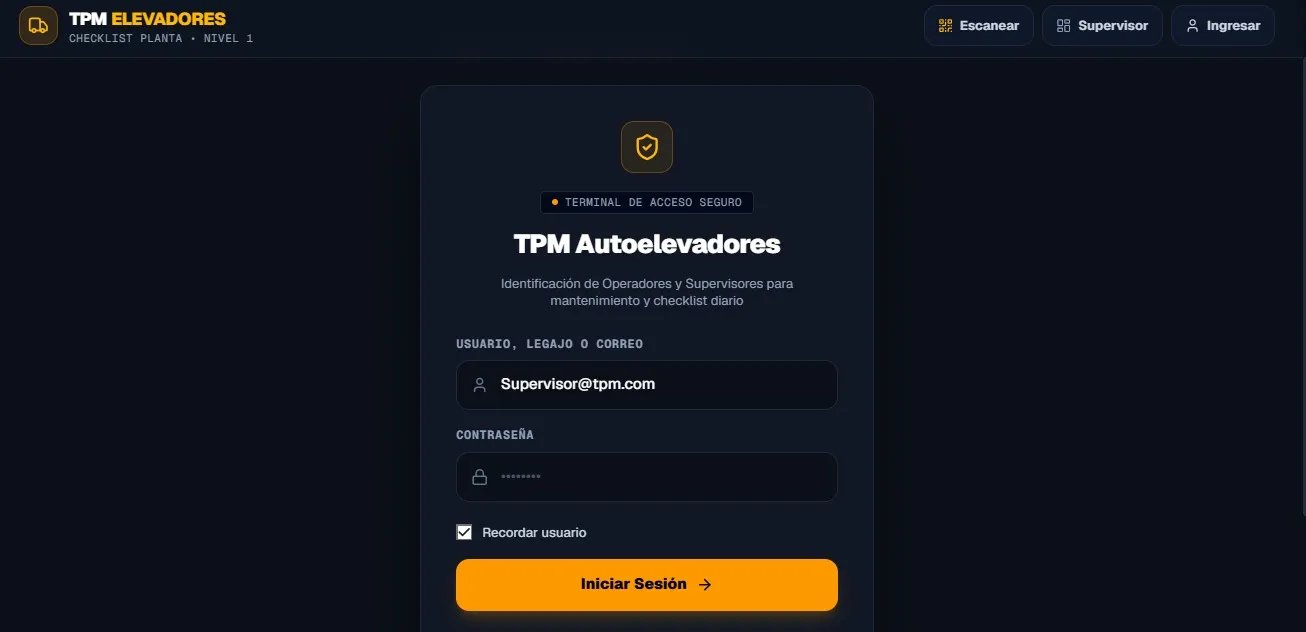 TPM ELEVADORES
CHECKLIST PLANTA • NIVEL 1
Escanear
Supervisor
Ingresar
TERMINAL DE ACCESO SEGURO
TPM Autoelevadores
Identificación de Operadores y Supervisores para
mantenimiento y checklist diario
USUARIO, LEGAJO O CORREO
Supervisor@tpm.com
CONTRASEÑA
••••••••
Recordar usuario
Iniciar Sesión →